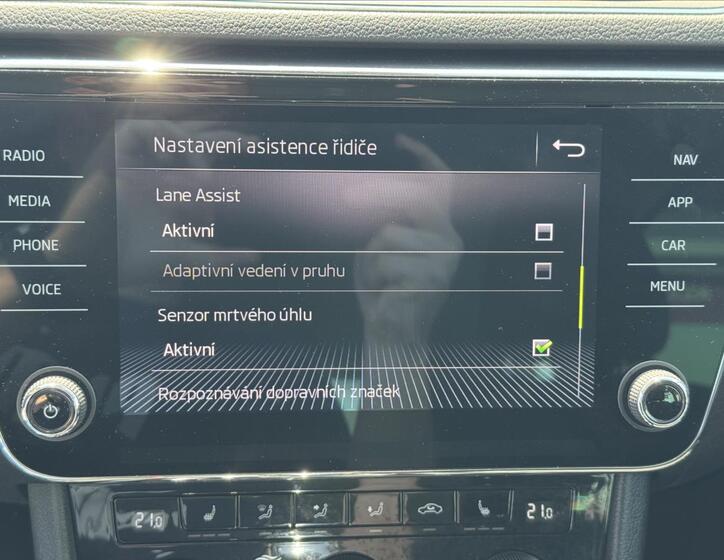 Nastavení asistence řidiče
RADIO
MEDIA
PHONE
VOICE
Lane Assist
Aktivní
Adaptivní vedení v pruhu
Senzor mrtvého úhlu
Aktivní
Rozpoznávání dopravních značek
NAV
APP
CAR
MENU
21.0
21.0